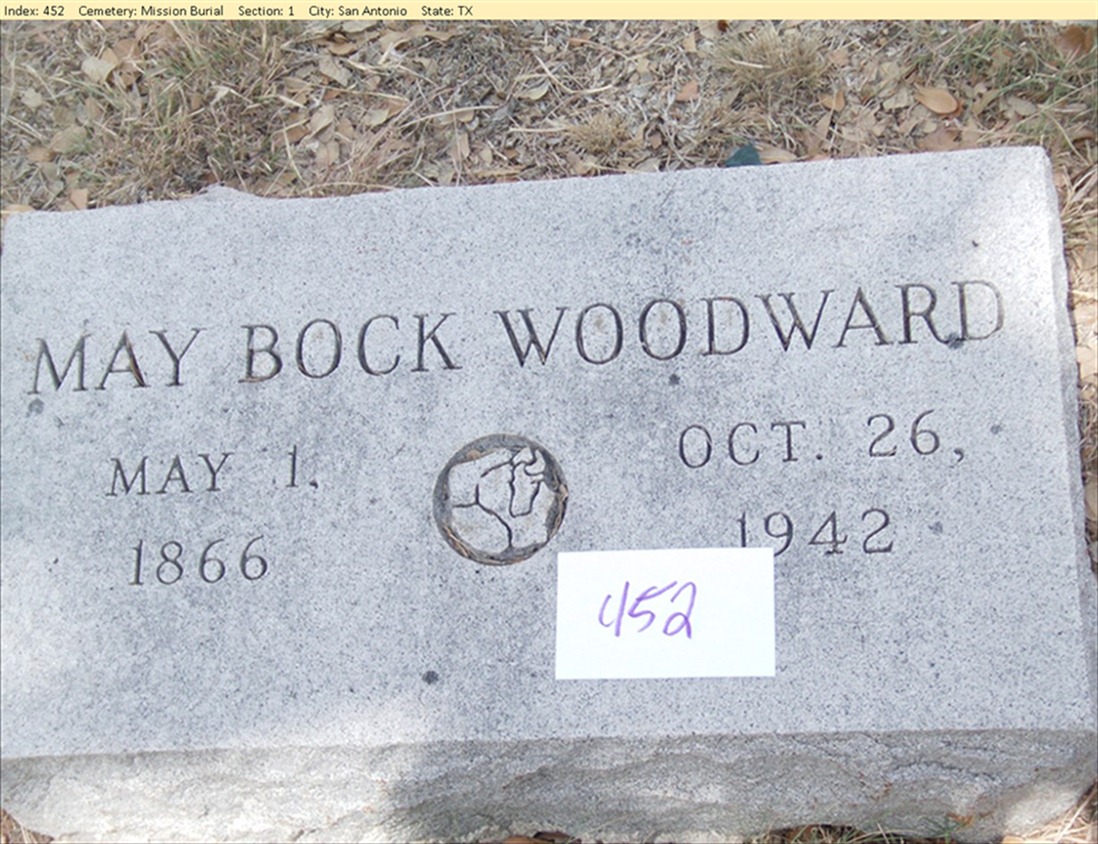 Index: 452 Cemetery: Mission Burial Section: 1 City: San Antonio State: TX
MAY BOCK WOODWARD
MAY 1,
1866
OCT. 26,
1942
452